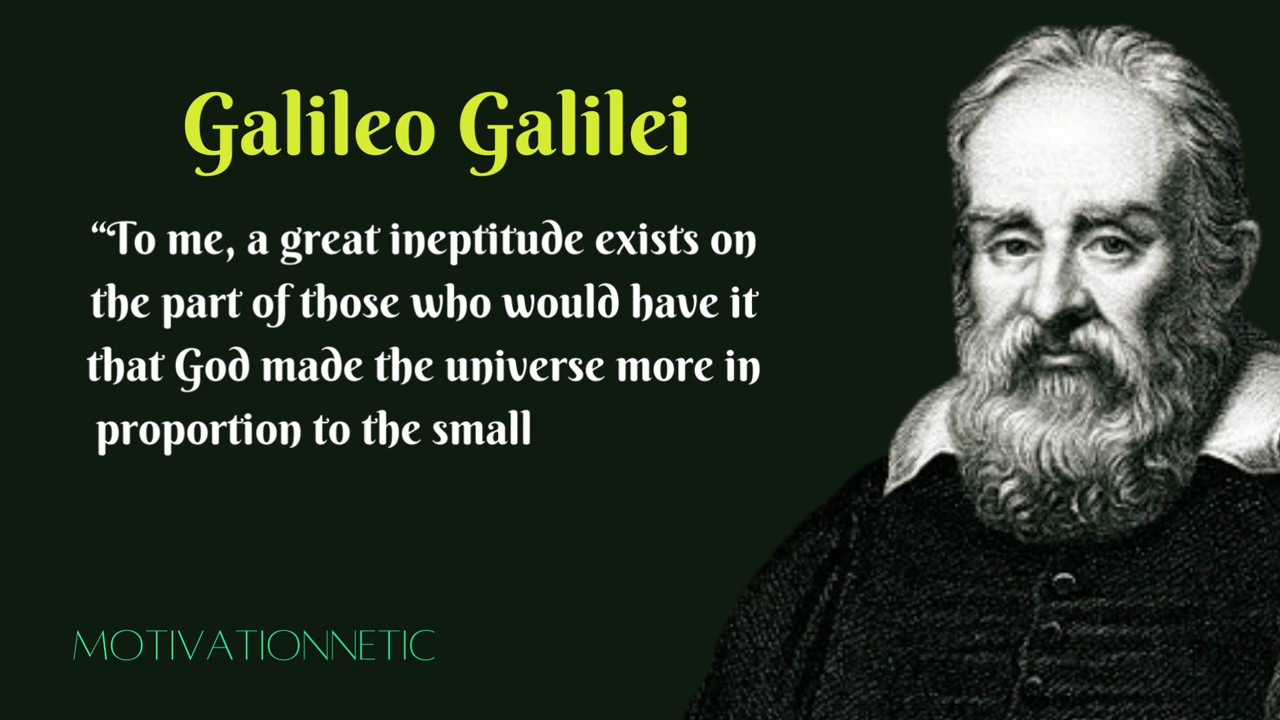 Galileo Galilei
“To me, a great ineptitude exists on
the part of those who would have it
that God made the universe more in
proportion to the small
MOTIVATIONNETIC